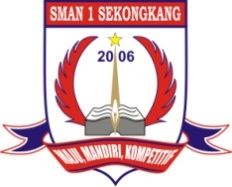 SMAN 1 SEKONGKANG
2006
MAJU, MANDIRI, KOMPETITIF